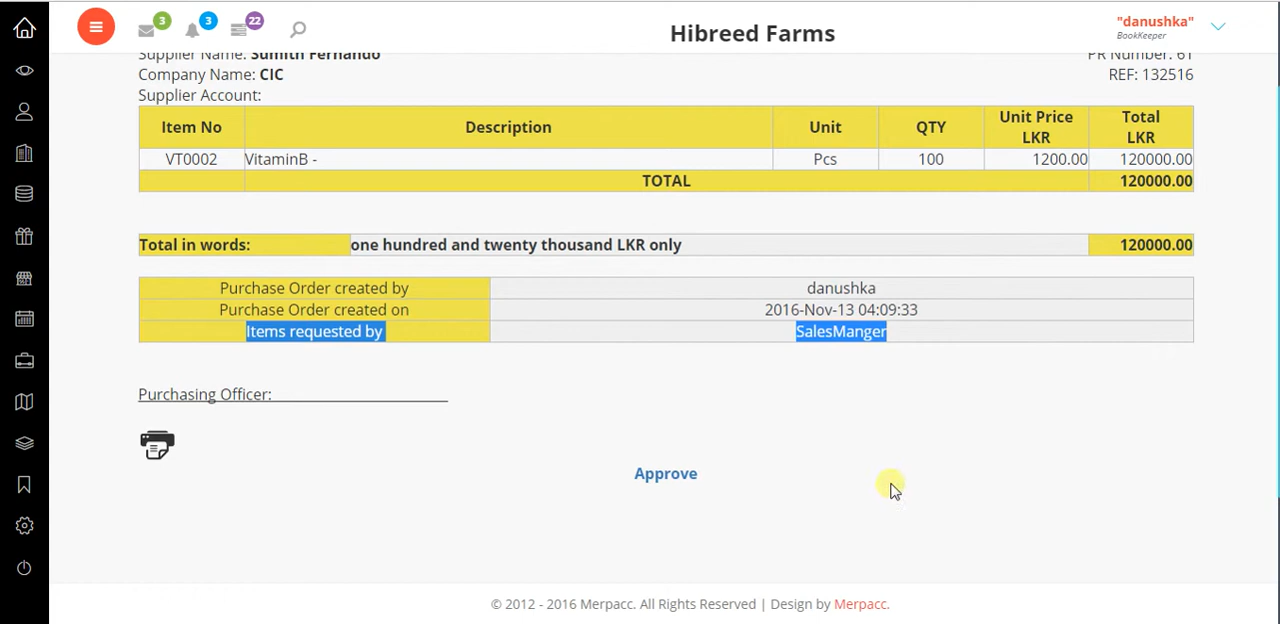 3 3 22 Hibreed Farms "danushka"
BookKeeper
Supplier Name: Sumith Fernando PR Number: 61
Company Name: CIC REF: 132516
Supplier Account:
Item No Description Unit QTY Unit Price LKR Total LKR
VT0002 VitaminB - Pcs 100 1200.00 120000.00
TOTAL 120000.00
Total in words: one hundred and twenty thousand LKR only 120000.00
Purchase Order created by danushka
Purchase Order created on 2016-Nov-13 04:09:33
Items requested by SalesManger
Purchasing Officer:
Approve
© 2012 - 2016 Merpacc. All Rights Reserved | Design by Merpacc.